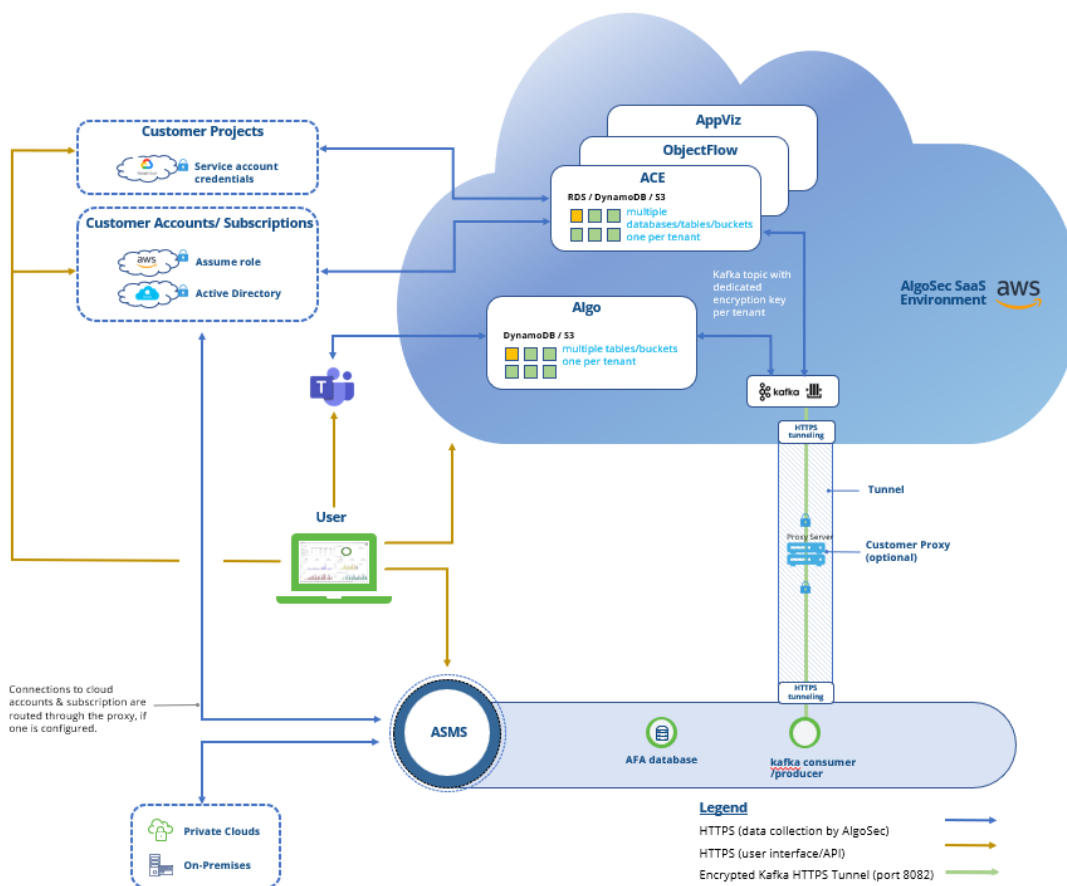 AppViz
ObjectFlow
ACE
RDS / DynamoDB / S3
multiple
databases/tables/buckets
one per tenant
Customer Projects
Service account
credentials
Customer Accounts/ Subscriptions
aws
Assume role
Active Directory
Kafka topic with
dedicated
encryption key
per tenant
AlgoSec SaaS
Environment
aws
Algo
DynamoDB / S3
multiple tables/buckets
one per tenant
T
kafka
HTTPS
tunneling
Tunnel
User
Proxy Server
Customer Proxy
(optional)
HTTPS
tunneling
Connections to cloud
accounts & subscription are
routed through the proxy, if
one is configured.
ASMS
AFA database
kafka consumer
/producer
Private Clouds
On-Premises
Legend
HTTPS (data collection by AlgoSec)
HTTPS (user interface/API)
Encrypted Kafka HTTPS Tunnel (port 8082)